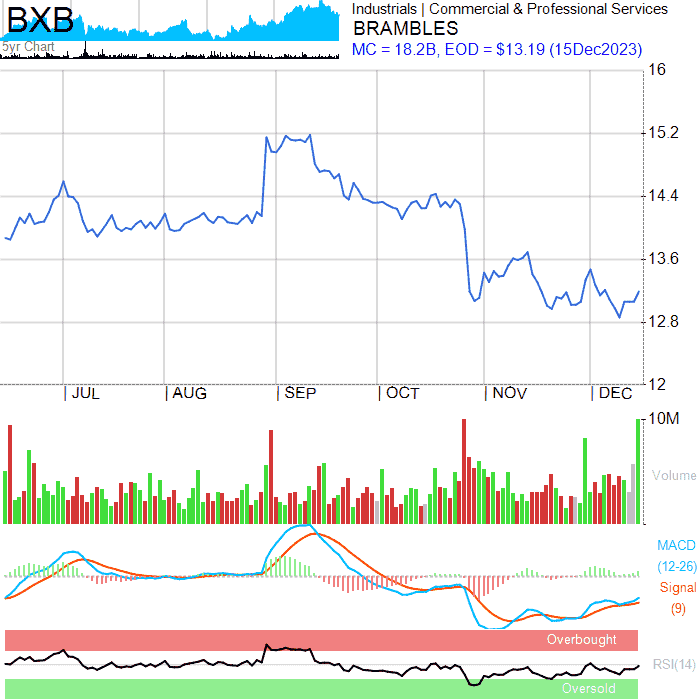 BXB
5yr Chart
Industrials | Commercial & Professional Services
BRAMBLES
MC = 18.2B, EOD = $13.19 (15Dec2023)
16
15.2
14.4
13.6
12.8
12
JUL AUG SEP OCT NOV DEC
10M
Volume
MACD
(12-26)
Signal
(9)
Overbought
RSI(14)
Oversold